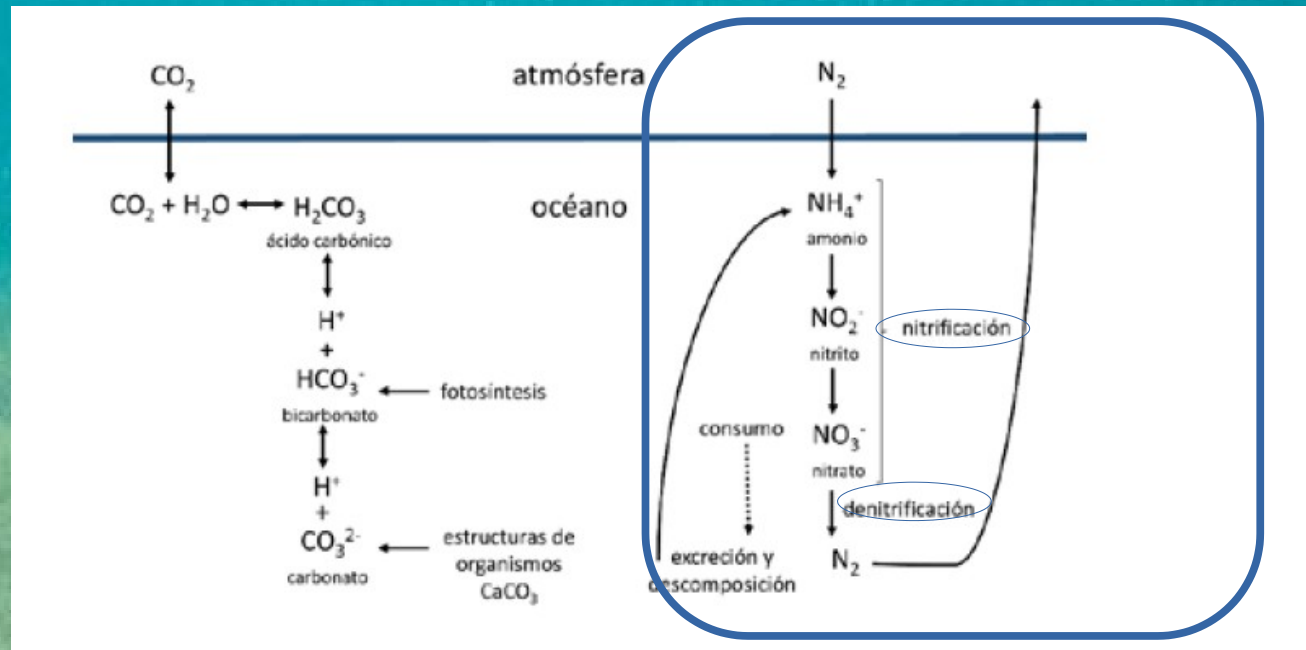 CO₂
atmósfera
N₂
CO₂ + H₂O
H₂CO₃
ácido carbónico
océano
NH₄⁺
amonio
H⁺
+
HCO₃⁻
bicarbonato
fotosíntesis
NO₂⁻
nitrito
nitrificación
consumo
NO₃⁻
nitrato
denitrificación
H⁺
+
CO₃²⁻
carbonato
estructuras de
organismos
CaCO₃
excreción y
descomposición
N₂